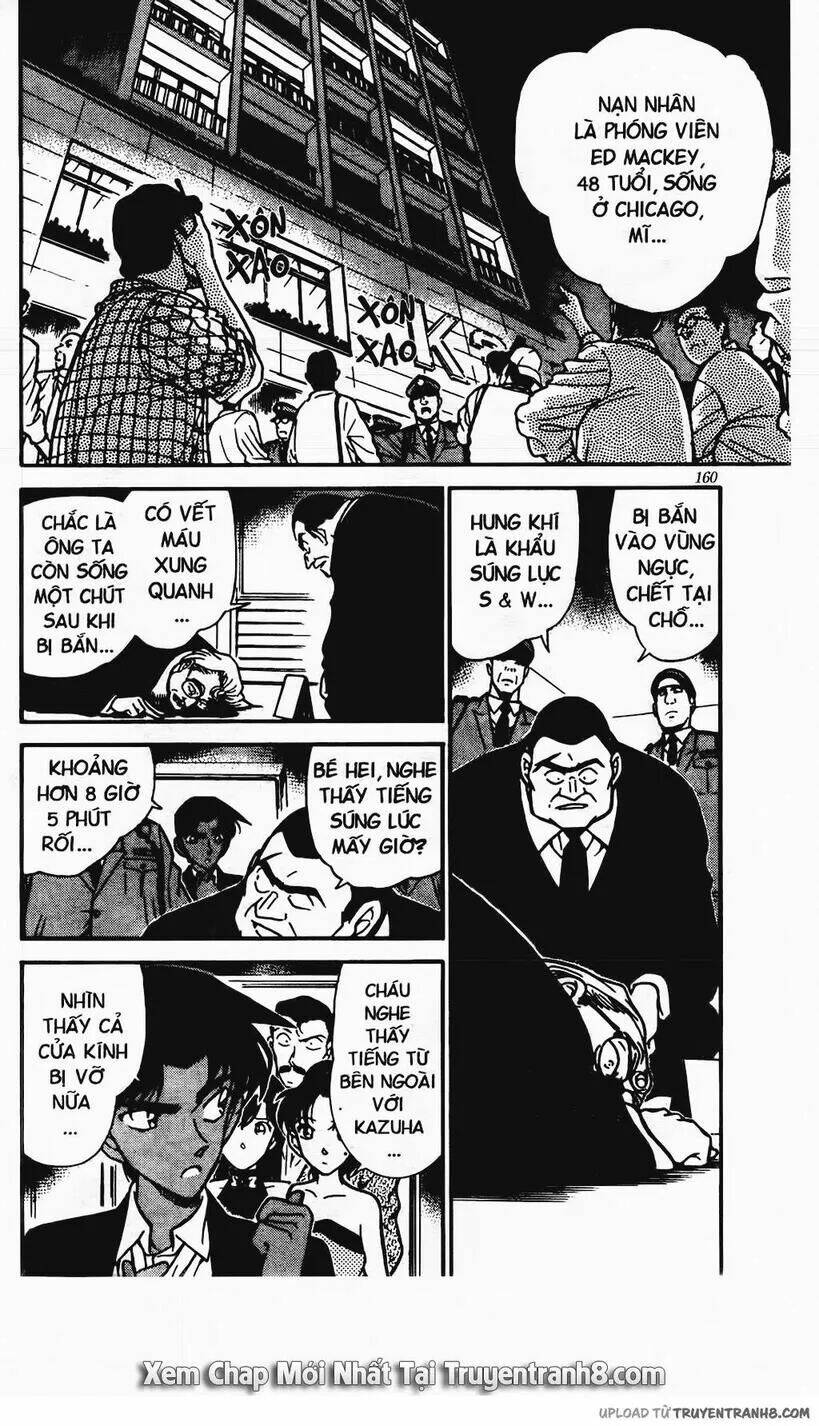 NẠN NHÂN
LÀ PHÓNG VIÊN
ED MACKEY,
48 TUỔI, SỐNG
Ở CHICAGO,
MĨ...
XÔN
XAO
XÔN
XAO
K
160
BỊ BẮN
VÀO VÙNG
NGỰC,
CHẾT TẠI
CHỖ...
HUNG KHÍ
LÀ KHẨU
SÚNG LỤC
S & W...
CÓ VẾT
MÁU
XUNG
QUANH
...
CHẮC LÀ
ÔNG TA
CÒN SỐNG
MỘT CHÚT
SAU KHI
BỊ BẮN...
BÉ HEI, NGHE
THẤY TIẾNG
SÚNG LÚC
MẤY GIỜ?
KHOẢNG
HƠN 8 GIỜ
5 PHÚT
RỐI...
CHÁU
NGHE
THẤY
TIẾNG TỪ
BÊN NGOÀI
VỚI
KAZUHA
...
NHÌN
THẤY CẢ
CỬA KÍNH
BỊ VỠ
NỮA
...
Xem Chap Mới Nhất Tại Truyentranh8.com
UPLOAD TỪ TRUYENTRANH8.COM